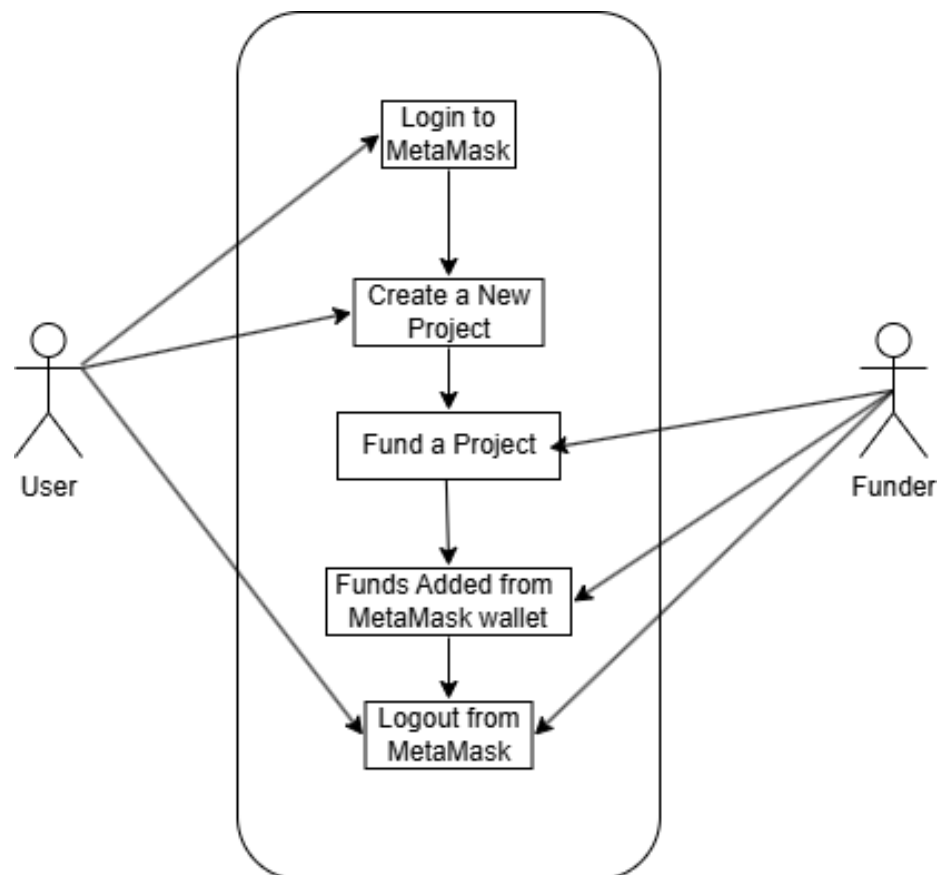 Login to
MetaMask
Create a New
Project
Fund a Project
User
Funder
Funds Added from
MetaMask wallet
Logout from
MetaMask